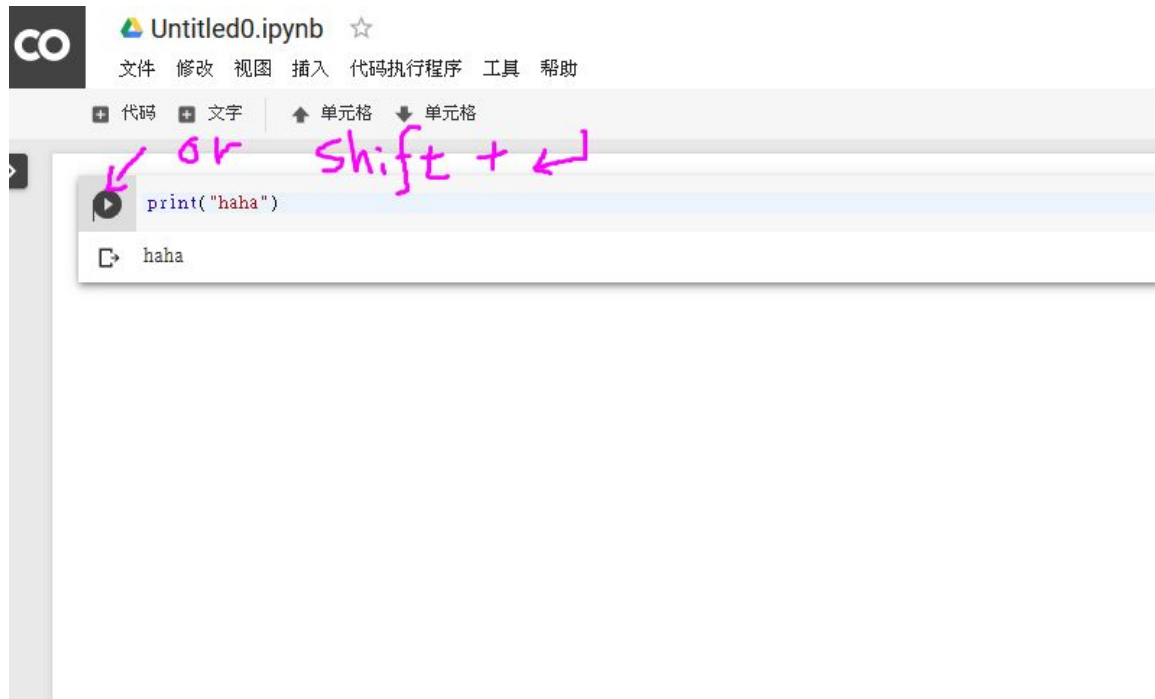 CO
Untitled0.ipynb
文件 修改 视图 插入 代码执行程序 工具 帮助
代码 文字 单元格 单元格
or shift + ↵
print("haha")
haha